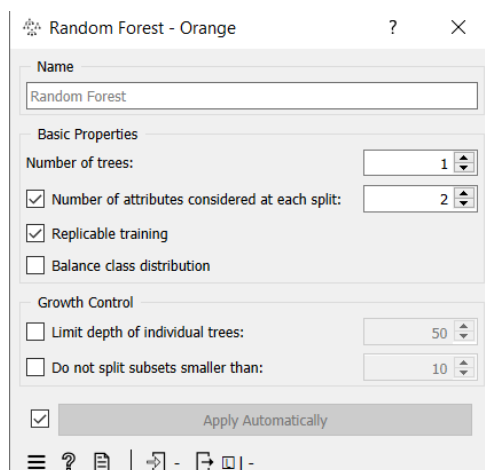 Random Forest - Orange ? ×
Name
Random Forest
Basic Properties
Number of trees: 1
Number of attributes considered at each split: 2
Replicable training
Balance class distribution
Growth Control
Limit depth of individual trees: 50
Do not split subsets smaller than: 10
Apply Automatically
? | - | -